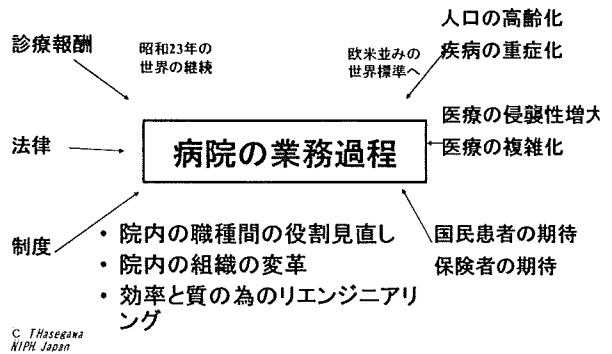 人口の高齢化
疾病の重症化
診療報酬
昭和23年の
世界の継続
欧米並みの
世界標準へ
医療の侵襲性増大
医療の複雑化
法律
病院の業務過程
制度
・ 院内の職種間の役割見直し
・ 院内の組織の変革
・ 効率と質の為のリエンジニアリ
ング
国民患者の期待
保険者の期待
C THasegawa
NIPH. Japan